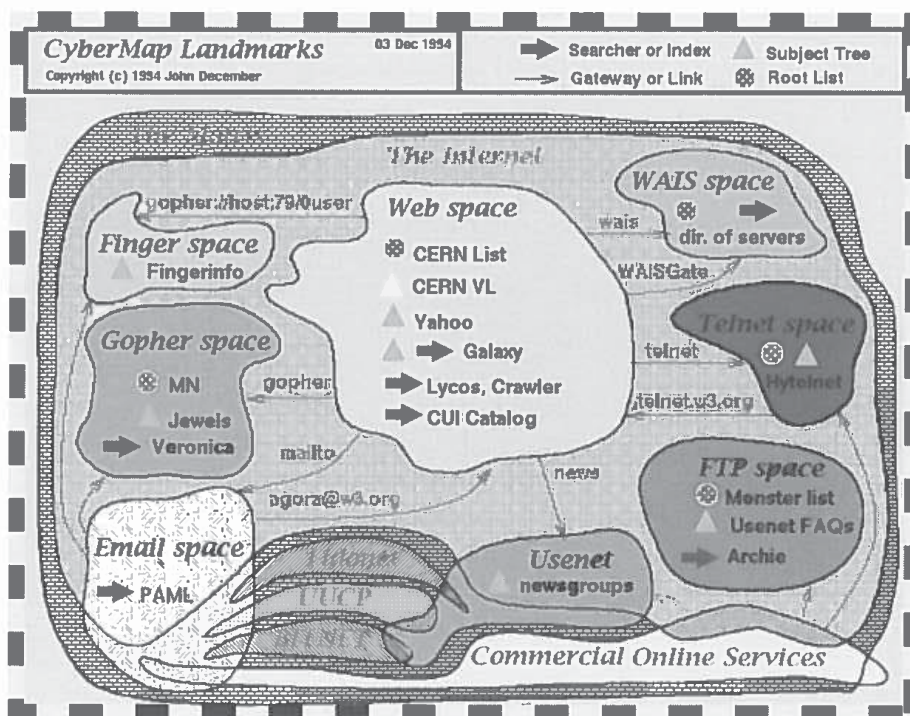 CyberMap Landmarks
03 Dec 1994
Copyright (c) 1994 John December
Searcher or Index
Subject Tree
Gateway or Link
Root List
The Matrix
The Internet
WAIS space
dir. of servers
gopher://host:79/0user
Finger space
Fingerinfo
Web space
CERN List
CERN VL
Yahoo
Galaxy
Lycos, Crawler
CUI Catalog
wais
WAISGate
telnet
telnet.w3.org
Telnet space
Hytelnet
Gopher space
MN
Jewels
Veronica
gopher
mailto
agora@w3.org
news
FTP space
Monster list
Usenet FAQs
Archie
Email space
PAML
Fidonet
UUCP
BITNET
Usenet
newsgroups
Commercial Online Services